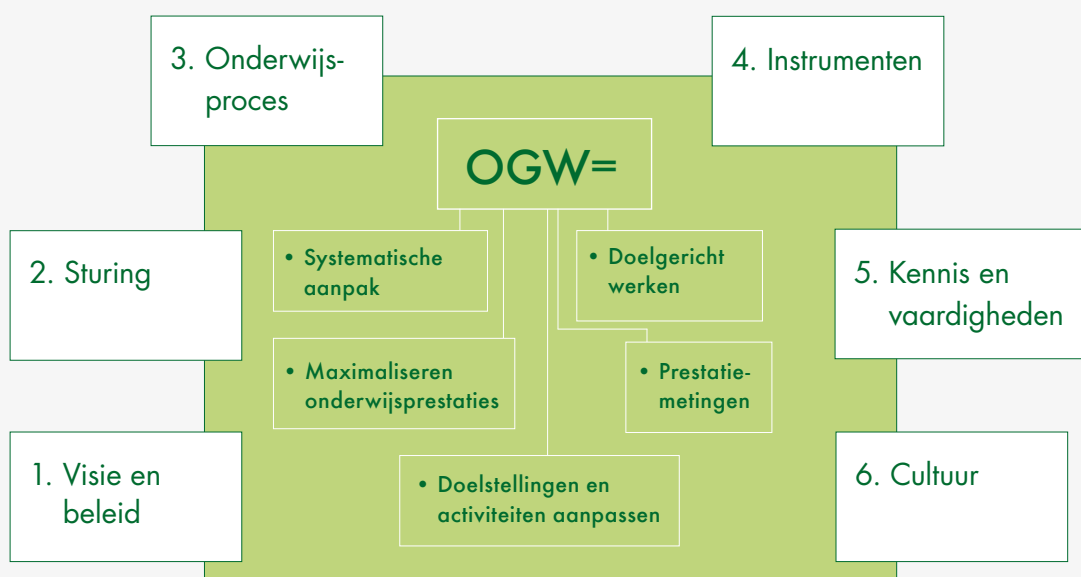 3. Onderwijs-
proces
4. Instrumenten
OGW=
2. Sturing
• Systematische
aanpak
• Doelgericht
werken
5. Kennis en
vaardigheden
• Maximaliseren
onderwijsprestaties
• Prestatie-
metingen
1. Visie en
beleid
• Doelstellingen en
activiteiten aanpassen
6. Cultuur